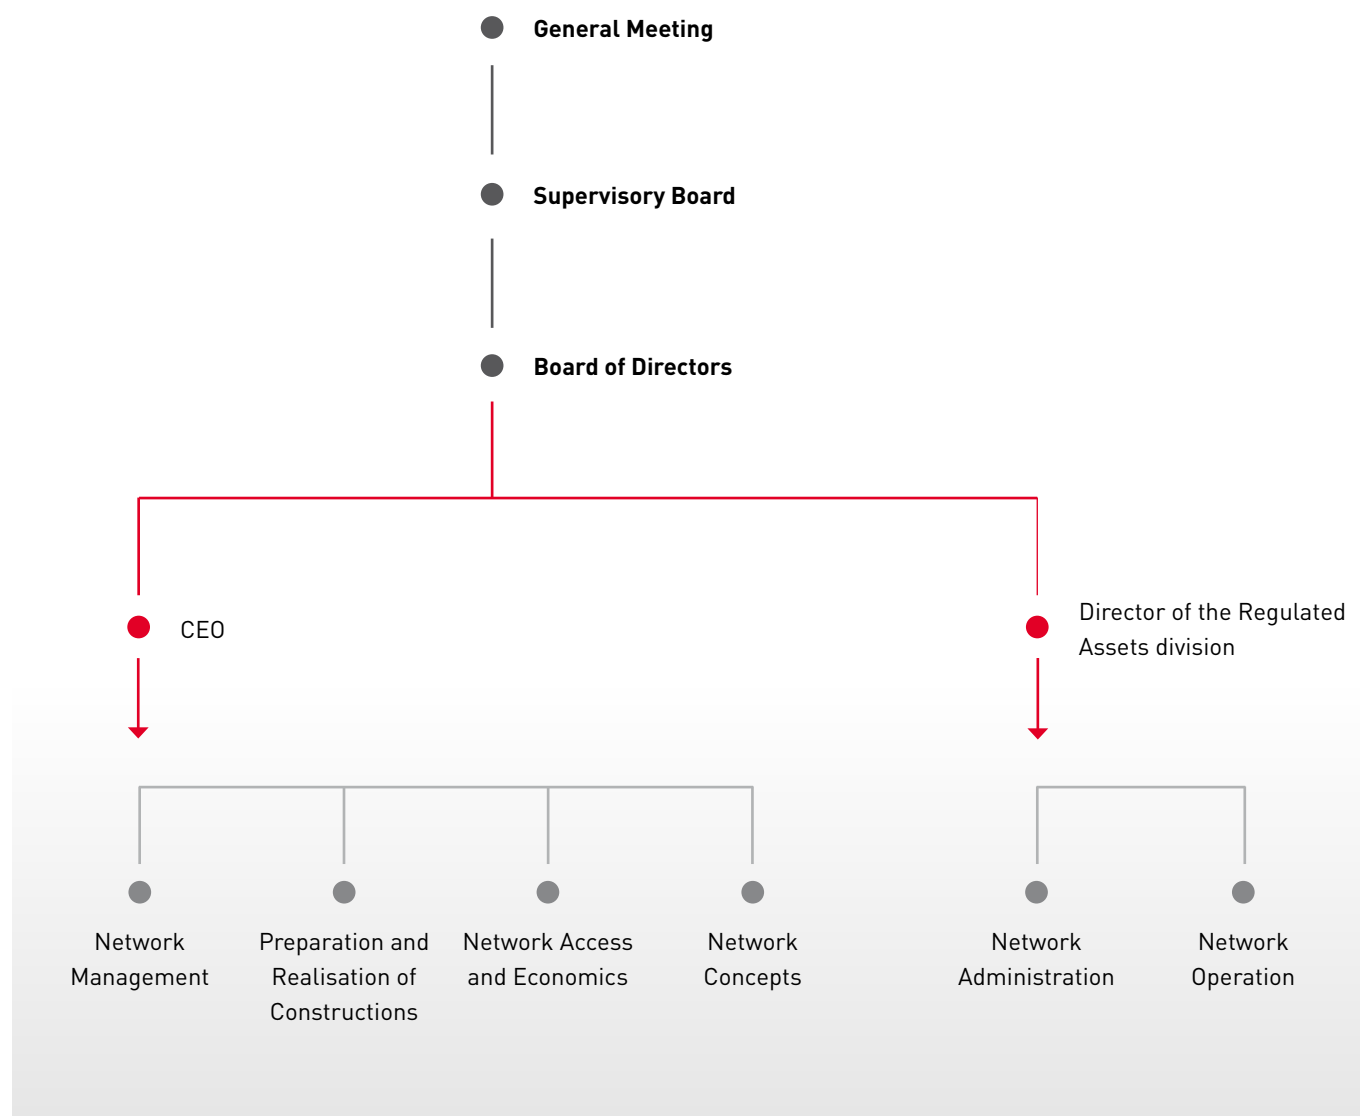 General Meeting
Supervisory Board
Board of Directors
CEO
Director of the Regulated
Assets division
Network
Management
Preparation and
Realisation of
Constructions
Network Access
and Economics
Network
Concepts
Network
Administration
Network
Operation